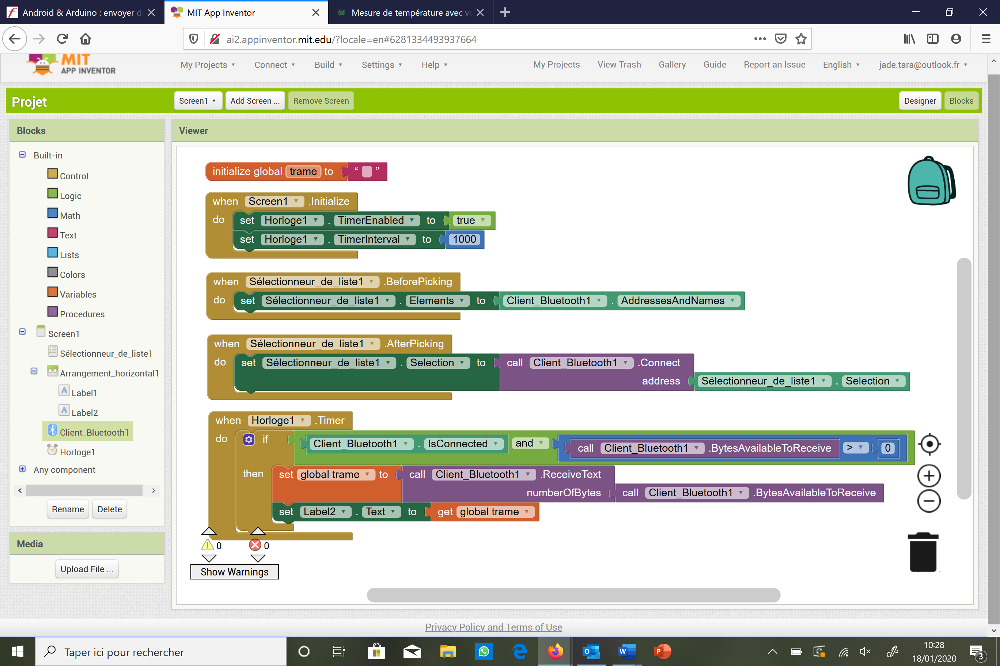 Android & Arduino : envoyer d
MIT App Inventor
Mesure de température avec vo
ai2.appinventor.mit.edu/?locale=en#6281334493937664
MIT
APP INVENTOR
My Projects
Connect
Build
Settings
Help
My Projects
View Trash
Gallery
Guide
Report an Issue
English
jade.tara@outlook.fr
Projet
Screen1
Add Screen ...
Remove Screen
Designer
Blocks
Blocks
Built-in
Control
Logic
Math
Text
Lists
Colors
Variables
Procedures
Screen1
Sélectionneur_de_liste1
Arrangement_horizontal1
A Label1
A Label2
Client_Bluetooth1
Horloge1
Any component
Rename
Delete
Media
Upload File ...
Viewer
initialize global trame to “ ”
when Screen1 .Initialize
do set Horloge1 . TimerEnabled to true
set Horloge1 . TimerInterval to 1000
when Sélectionneur_de_liste1 .BeforePicking
do set Sélectionneur_de_liste1 . Elements to Client_Bluetooth1 . AddressesAndNames
when Sélectionneur_de_liste1 .AfterPicking
do set Sélectionneur_de_liste1 . Selection to call Client_Bluetooth1 .Connect
address Sélectionneur_de_liste1 . Selection
when Horloge1 .Timer
do if Client_Bluetooth1 . IsConnected and call Client_Bluetooth1 .BytesAvailableToReceive > 0
then set global trame to call Client_Bluetooth1 .ReceiveText
numberOfBytes call Client_Bluetooth1 .BytesAvailableToReceive
set Label2 . Text to get global trame
0 0
Show Warnings
Privacy Policy and Terms of Use
Taper ici pour rechercher
10:28
18/01/2020
3